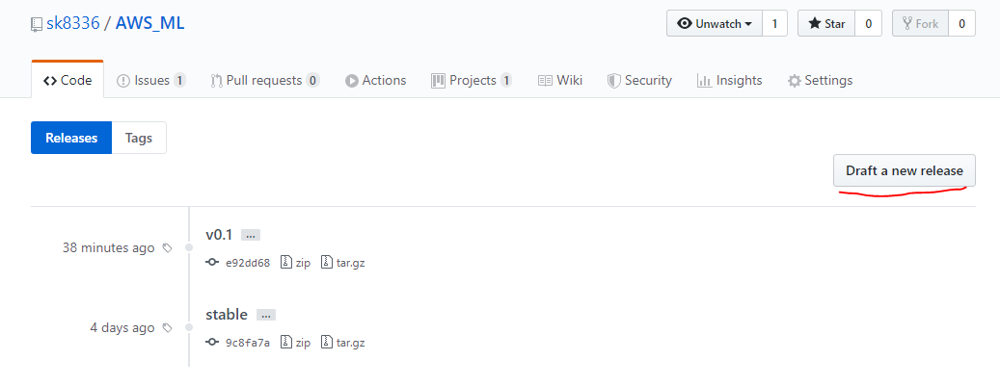 sk8336 / AWS_ML
Unwatch 1 Star 0 Fork 0
Code Issues 1 Pull requests 0 Actions Projects 1 Wiki Security Insights Settings
Releases Tags
Draft a new release
v0.1 ...
38 minutes ago
e92dd68 zip tar.gz
stable ...
4 days ago
9c8fa7a zip tar.gz